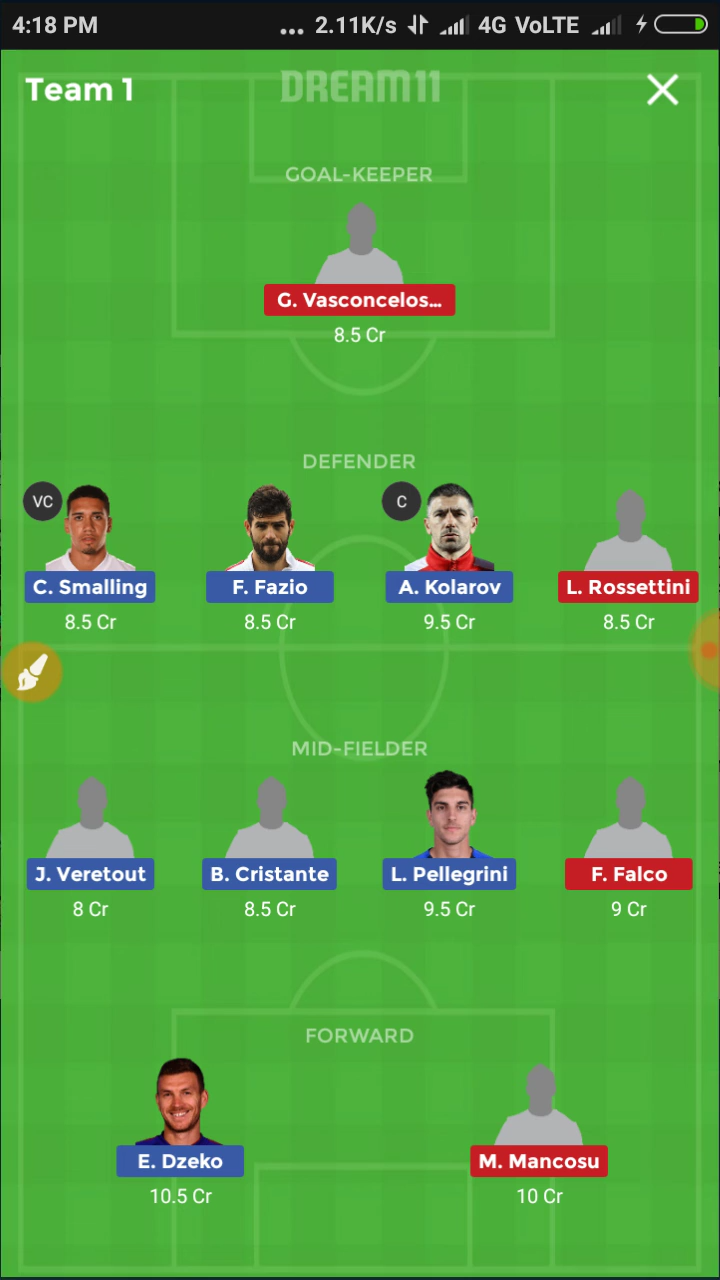 4:18 PM ... 2.11K/s 4G VoLTE
Team 1 DREAM11
GOAL-KEEPER
G. Vasconcelos...
8.5 Cr
DEFENDER
VC C
C. Smalling F. Fazio A. Kolarov L. Rossettini
8.5 Cr 8.5 Cr 9.5 Cr 8.5 Cr
MID-FIELDER
J. Veretout B. Cristante L. Pellegrini F. Falco
8 Cr 8.5 Cr 9.5 Cr 9 Cr
FORWARD
E. Dzeko M. Mancosu
10.5 Cr 10 Cr